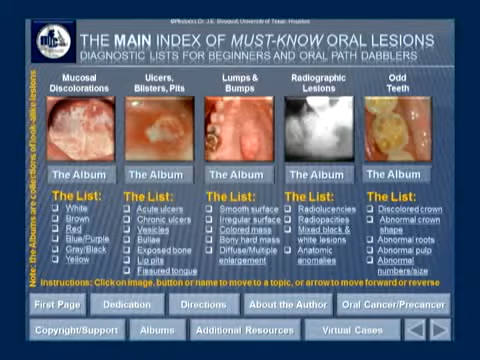 ©Photo(s): Dr. J.E. Bouquot, University of Texas, Houston
THE MAIN INDEX OF MUST-KNOW ORAL LESIONS
DIAGNOSTIC LISTS FOR BEGINNERS AND ORAL PATH DABBLERS
Note: the Albums are collections of look-alike lesions
Mucosal Discolorations
Ulcers, Blisters, Pits
Lumps & Bumps
Radiographic Lesions
Odd Teeth
The Album
The Album
The Album
The Album
The Album
The List:
White
Brown
Red
Blue/Purple
Gray/Black
Yellow
The List:
Acute ulcers
Chronic ulcers
Vesicles
Bullae
Exposed bone
Lip pits
Fissured tongue
The List:
Smooth surface
Irregular surface
Colored mass
Bony hard mass
Diffuse/Multiple
enlargement
The List:
Radiolucencies
Radiopacities
Mixed black &
white lesions
Anatomic
anomalies
The List:
Discolored crown
Abnormal crown
shape
Abnormal roots
Abnormal pulp
Abnormal
numbers/size
Instructions: Click on image, button or name to move to a topic, or arrow to move forward or reverse
First Page
Dedication
Directions
About the Author
Oral Cancer/Precancer
Copyright/Support
Albums
Additional Resources
Virtual Cases